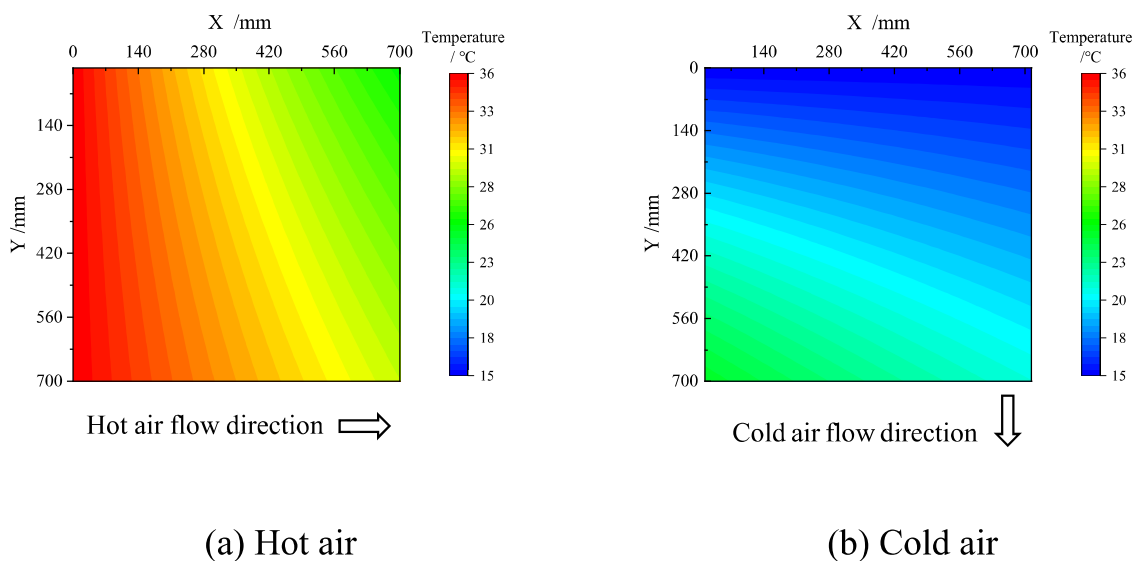 X /mm
0 140 280 420 560 700
Temperature
/ °C
Y /mm
140
280
420
560
700
36
33
31
28
26
23
20
18
15
Hot air flow direction
(a) Hot air
X /mm
140 280 420 560 700
Temperature
/°C
Y /mm
0
140
280
420
560
700
36
33
31
28
26
23
20
18
15
Cold air flow direction
(b) Cold air